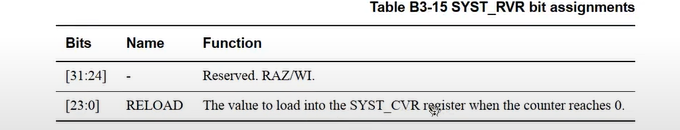 Table B3-15 SYST_RVR bit assignments
Bits Name Function
[31:24] - Reserved. RAZ/WI.
[23:0] RELOAD The value to load into the SYST_CVR register when the counter reaches 0.